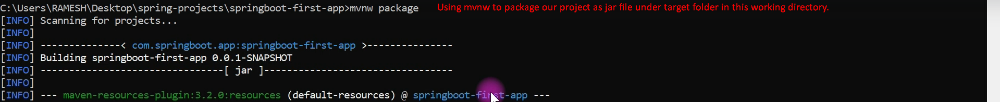 C:\Users\RAMESH\Desktop\spring-projects\springboot-first-app>mvnw package Using mvnw to package our project as jar file under target folder in this working directory.
[INFO] Scanning for projects...
[INFO]
[INFO] --------------< com.springboot.app:springboot-first-app >---------------
[INFO] Building springboot-first-app 0.0.1-SNAPSHOT
[INFO] --------------------------------[ jar ]---------------------------------
[INFO]
[INFO] --- maven-resources-plugin:3.2.0:resources (default-resources) @ springboot-first-app ---